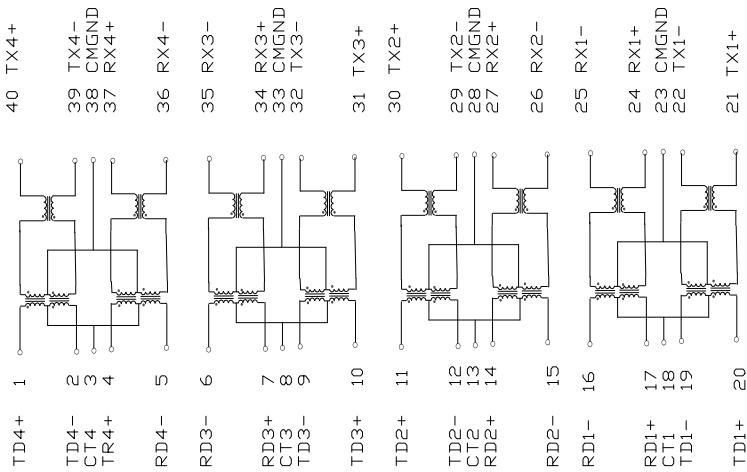 40 TX4+
39 TX4-
38 CMGND
37 RX4+
36 RX4-
35 RX3-
34 RX3+
33 CMGND
32 TX3-
31 TX3+
30 TX2+
29 TX2-
28 CMGND
27 RX2+
26 RX2-
25 RX1-
24 RX1+
23 CMGND
22 TX1-
21 TX1+
TD4+ 1
TD4- 2
CT4 3
TR4+ 4
RD4- 5
RD3- 6
RD3+ 7
CT3 8
TD3- 9
TD3+ 10
TD2+ 11
TD2- 12
CT2 13
RD2+ 14
RD2- 15
RD1- 16
RD1+ 17
CT1 18
TD1- 19
TD1+ 20